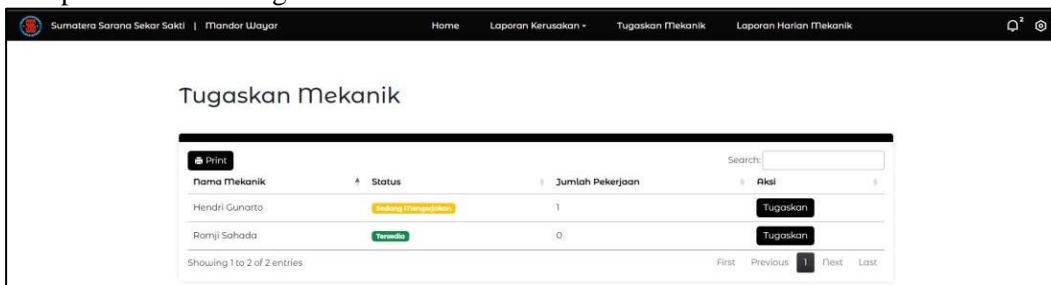 Sumatera Sarana Sekar Sakti | Mandor Wayar Home Laporan Kerusakan Tugaskan Mekanik Laporan Harian Mekanik 2
Tugaskan Mekanik
Print Search:
Nama Mekanik Status Jumlah Pekerjaan Aksi
Hendri Gunarto Sedang Mengerjakan 1 Tugaskan
Romji Sahada Tersedia 0 Tugaskan
Showing 1 to 2 of 2 entries First Previous 1 Next Last